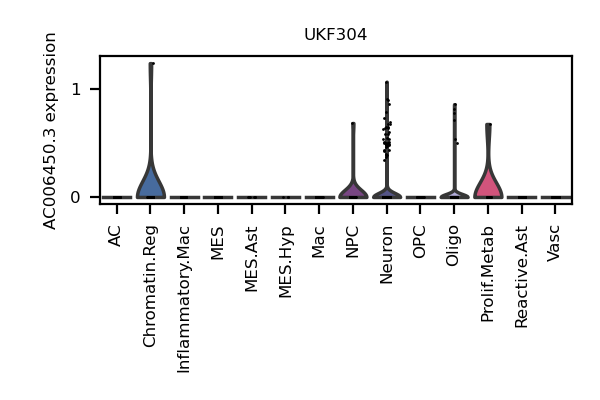 UKF304
AC006450.3 expression
1
0
AC
Chromatin.Reg
Inflammatory.Mac
MES
MES.Ast
MES.Hyp
Mac
NPC
Neuron
OPC
Oligo
Prolif.Metab
Reactive.Ast
Vasc